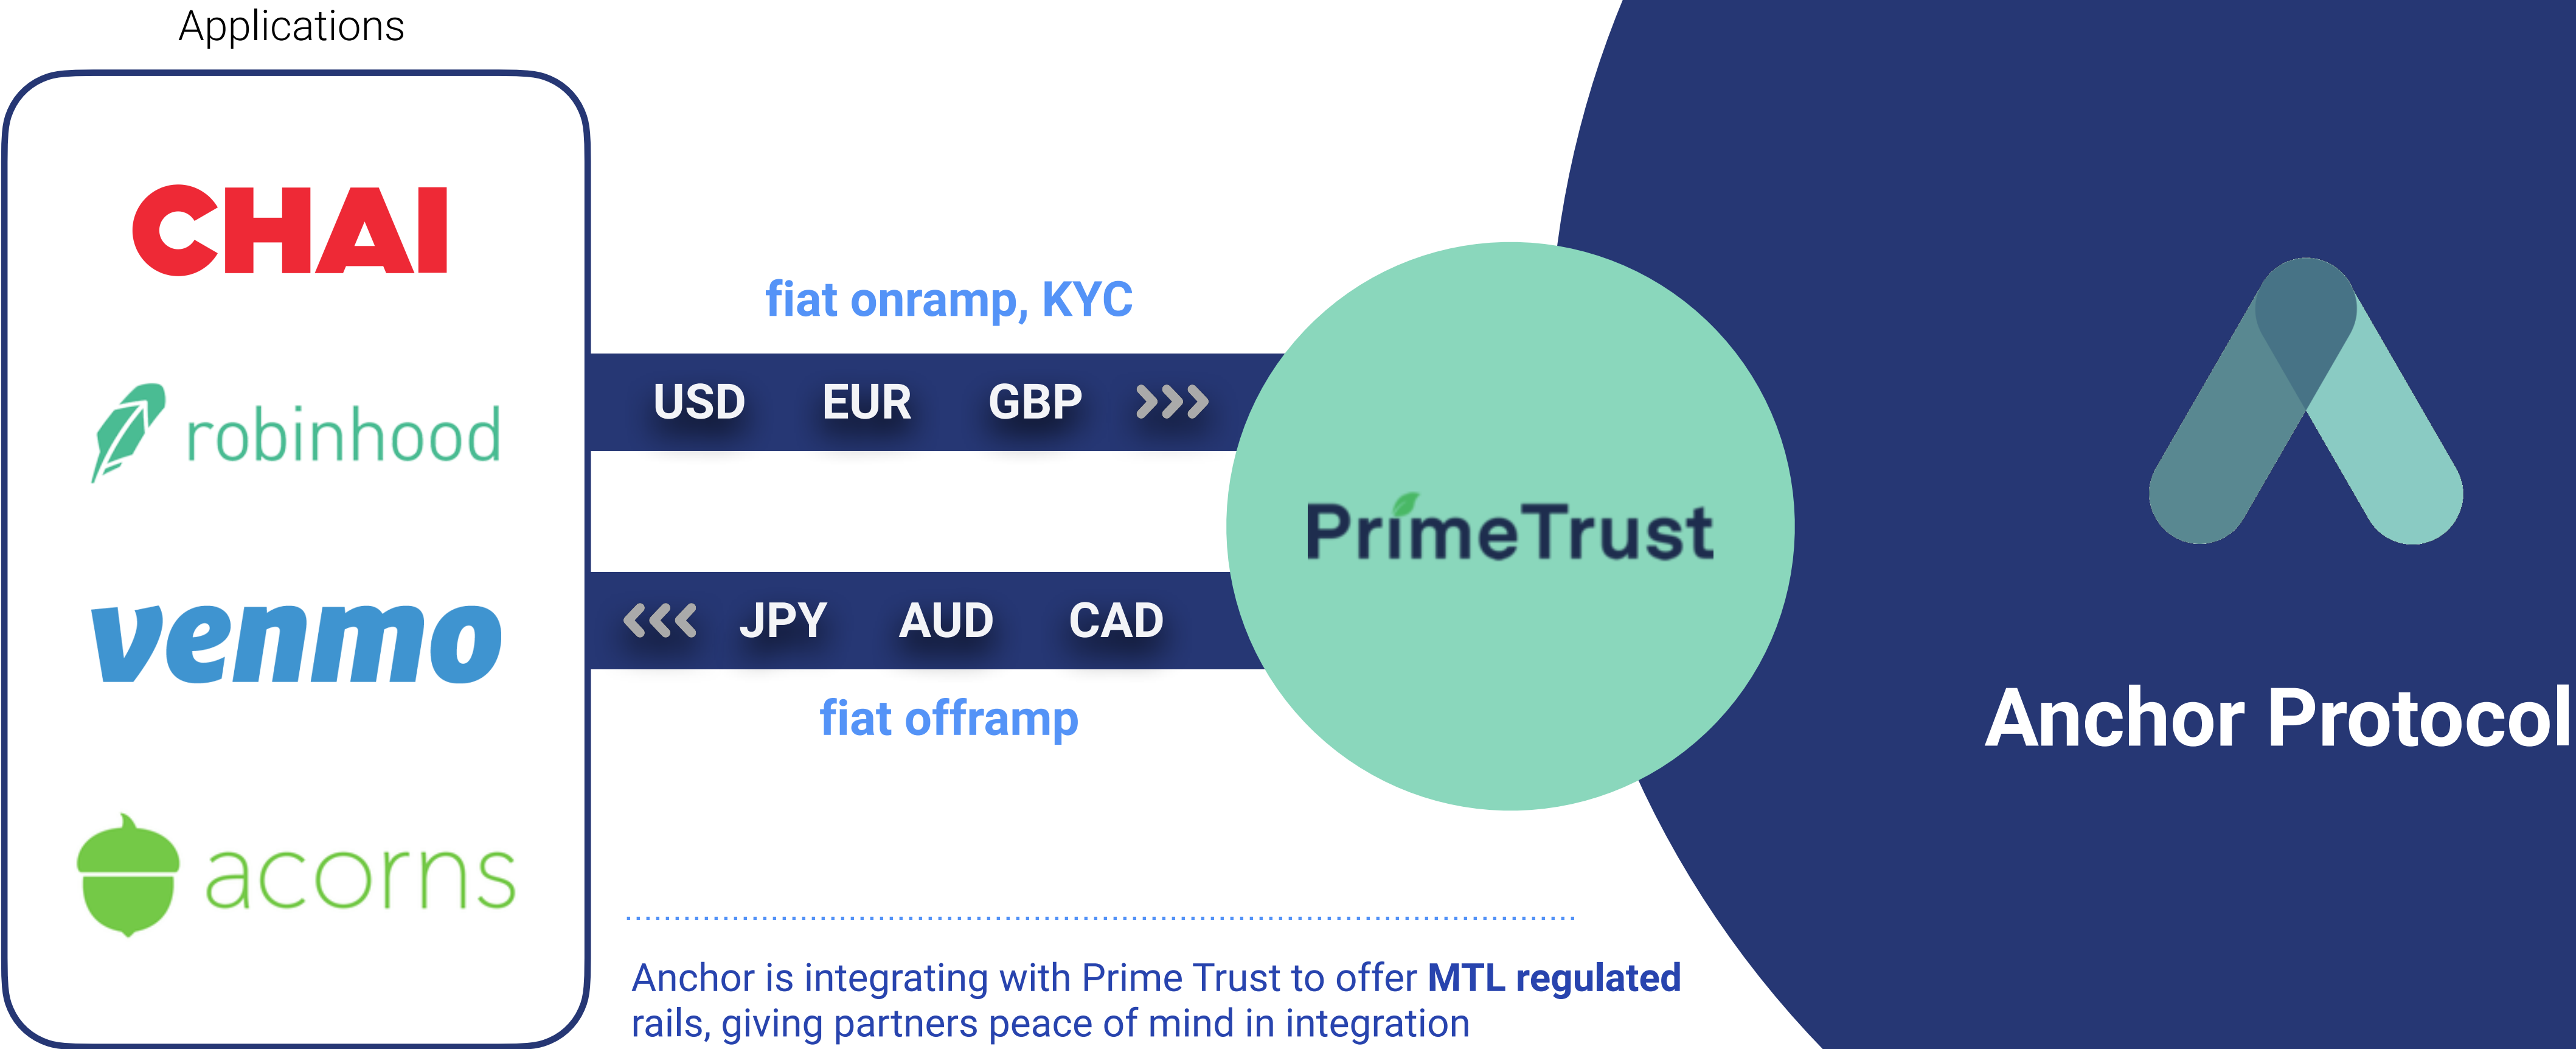 Applications
CHAI
robinhood
venmo
acorns
fiat onramp, KYC
USD EUR GBP >>>
<<< JPY AUD CAD
fiat offramp
PrimeTrust
Anchor Protocol
Anchor is integrating with Prime Trust to offer MTL regulated
rails, giving partners peace of mind in integration